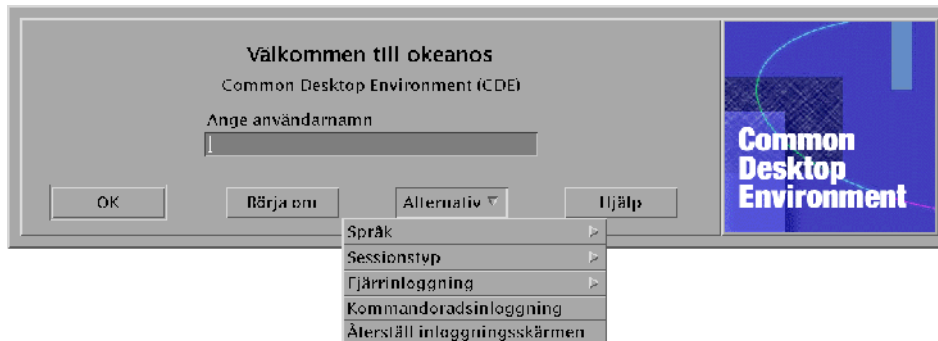 Välkommen till okeanos
Common Desktop Environment (CDE)
Ange användarnamn
OK
Börja om
Alternativ
Hjälp
Språk
Sessionstyp
Fjärrinloggning
Kommandoradsinloggning
Återställ inloggningsskärmen
Common
Desktop
Environment